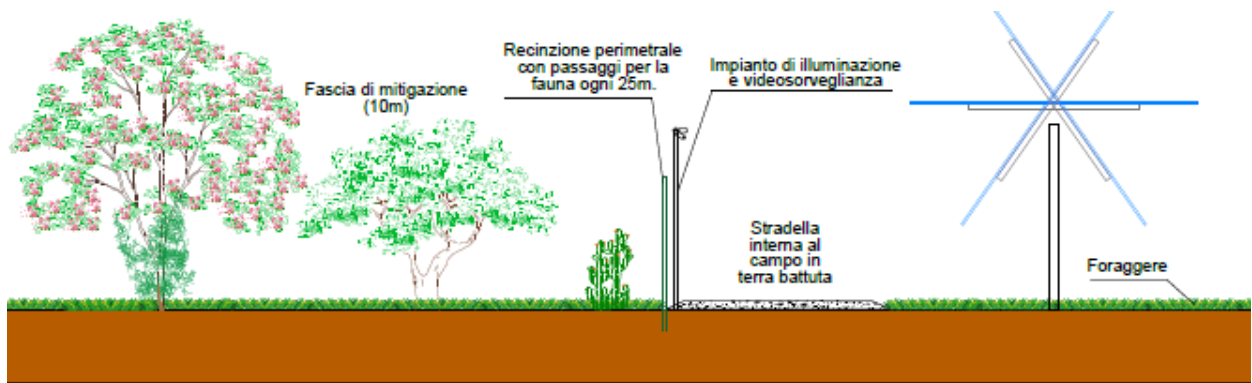 Fascia di mitigazione
(10m)
Recinzione perimetrale
con passaggi per la
fauna ogni 25m.
Impianto di illuminazione
e videosorveglianza
Stradella
interna al
campo in
terra battuta
Foraggere